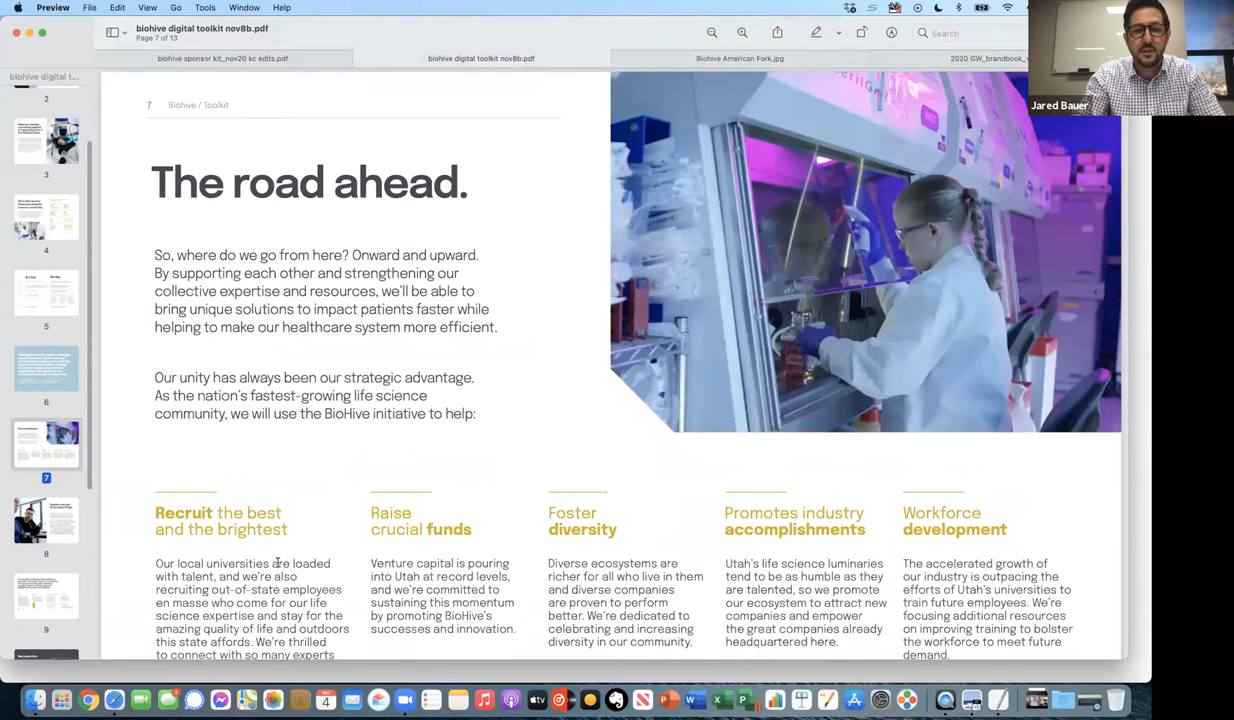 Preview File Edit View Go Tools Window Help
biohive digital toolkit nov8b.pdf
Page 7 of 13
Search
biohive digital t...
biohive sponsor kit_nov20 kc edits.pdf
biohive digital toolkit nov8b.pdf
Biohive American Fork.jpg
2020 GW_brandbook_
Jared Bauer
2
3
4
5
6
7
8
9
7 Biohive / Toolkit
The road ahead.
So, where do we go from here? Onward and upward.
By supporting each other and strengthening our
collective expertise and resources, we'll be able to
bring unique solutions to impact patients faster while
helping to make our healthcare system more efficient.
Our unity has always been our strategic advantage.
As the nation's fastest-growing life science
community, we will use the BioHive initiative to help:
Recruit the best
and the brightest
Our local universities are loaded
with talent, and we're also
recruiting out-of-state employees
en masse who come for our life
science expertise and stay for the
amazing quality of life and outdoors
this state affords. We're thrilled
to connect with so many experts
Raise
crucial funds
Venture capital is pouring
into Utah at record levels,
and we're committed to
sustaining this momentum
by promoting BioHive's
successes and innovation.
Foster
diversity
Diverse ecosystems are
richer for all who live in them
and diverse companies
are proven to perform
better. We're dedicated to
celebrating and increasing
diversity in our community.
Promotes industry
accomplishments
Utah's life science luminaries
tend to be as humble as they
are talented, so we promote
our ecosystem to attract new
companies and empower
the great companies already
headquartered here.
Workforce
development
The accelerated growth of
our industry is outpacing the
efforts of Utah's universities to
train future employees. We're
focusing additional resources
on improving training to bolster
the workforce to meet future
demand.